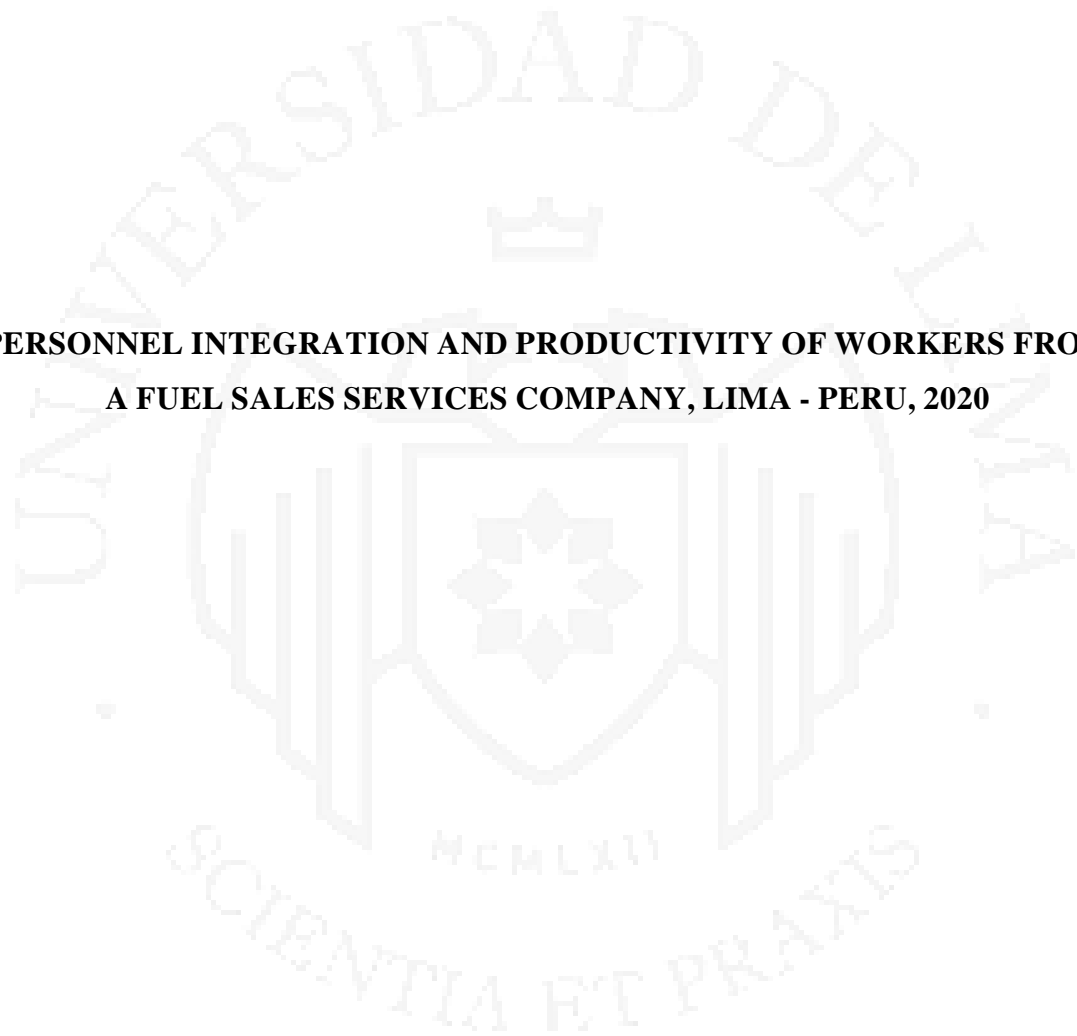 PERSONNEL INTEGRATION AND PRODUCTIVITY OF WORKERS FRO
A FUEL SALES SERVICES COMPANY, LIMA - PERU, 2020
UNIVERSIDAD DE LIMA
MCMLXII
SCIENTIA ET PRAXIS